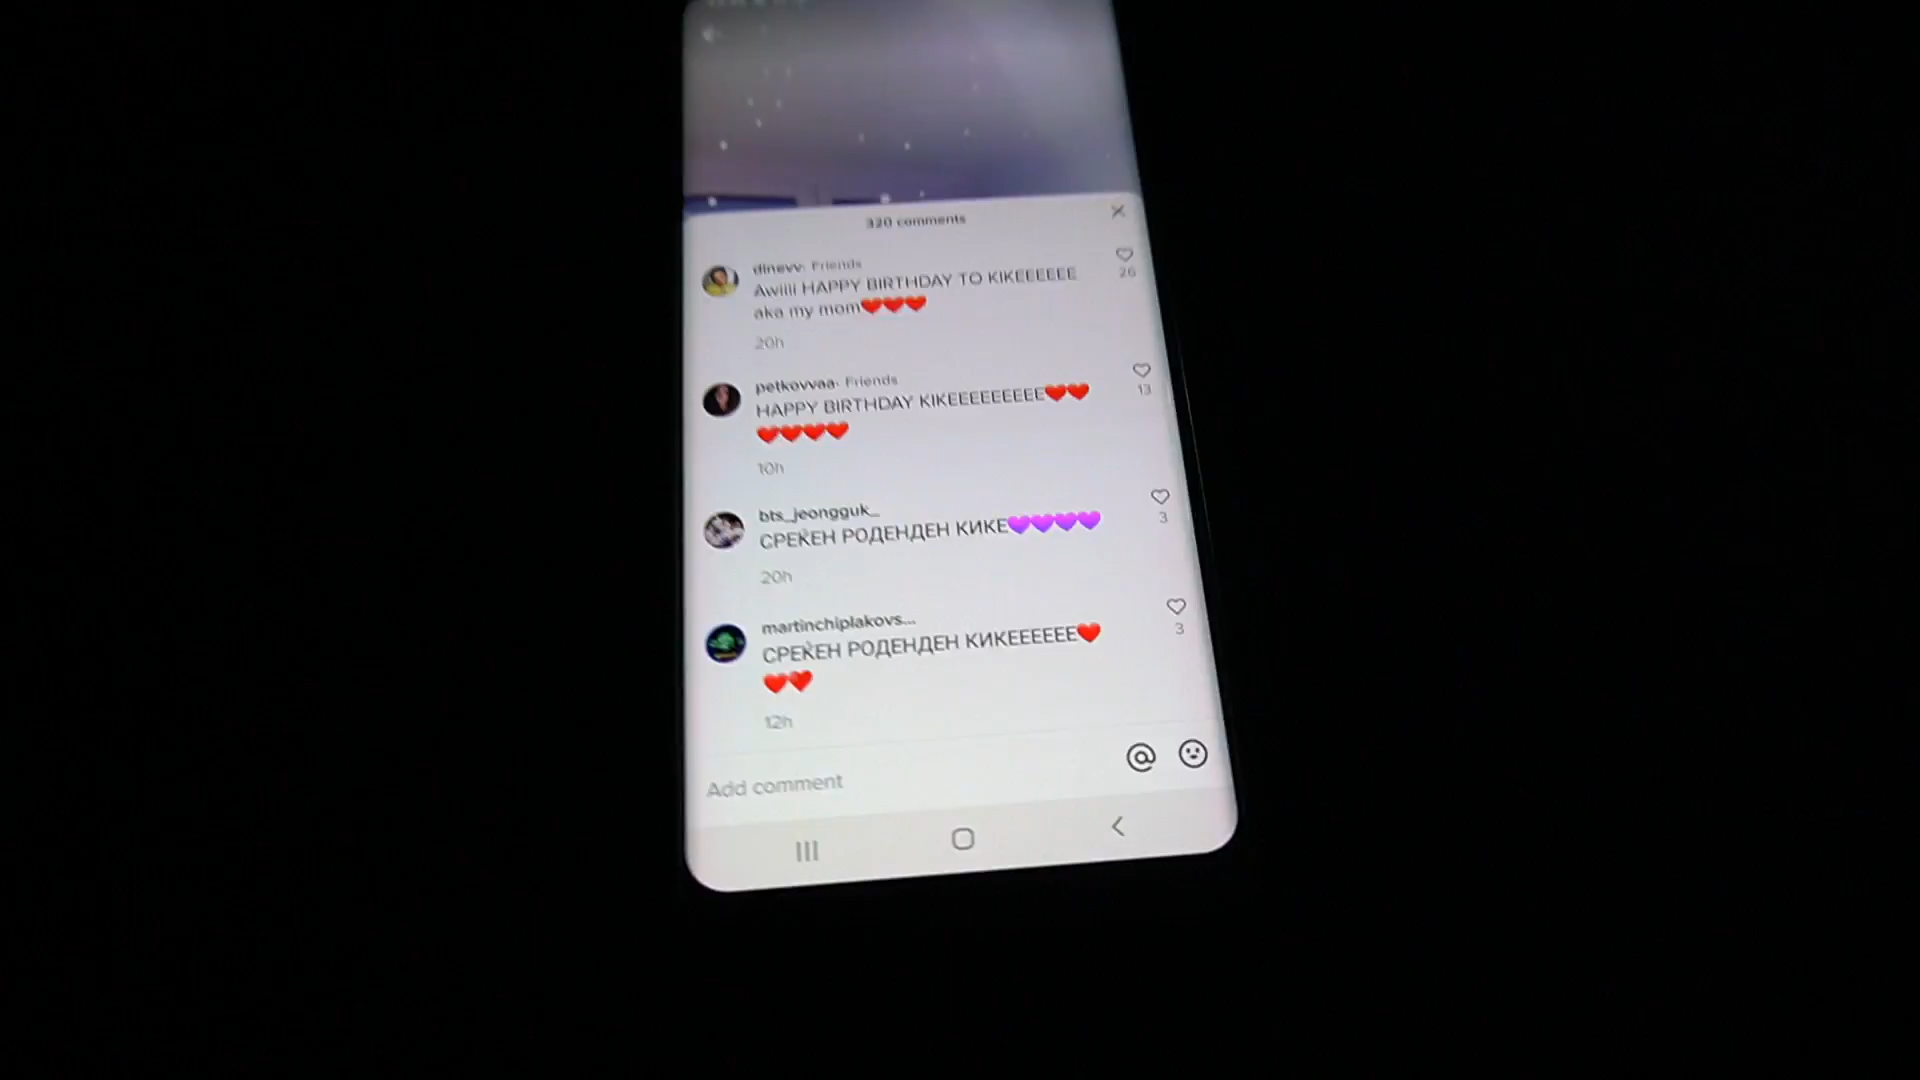 320 comments
dinevv· Friends
Awiiii HAPPY BIRTHDAY TO KIKEEEEEE
aka my mom❤️❤️❤️
26
20h
petkovvaa· Friends
HAPPY BIRTHDAY KIKEEEEEEEEE❤️❤️
❤️❤️❤️❤️
13
10h
bts_jeongguk_
СРЕЌЕН РОДЕНДЕН КИКЕ💜💜💜💜
3
20h
martinchiplakovs...
СРЕЌЕН РОДЕНДЕН КИКЕЕЕЕЕЕ❤️
❤️❤️
3
12h
Add comment